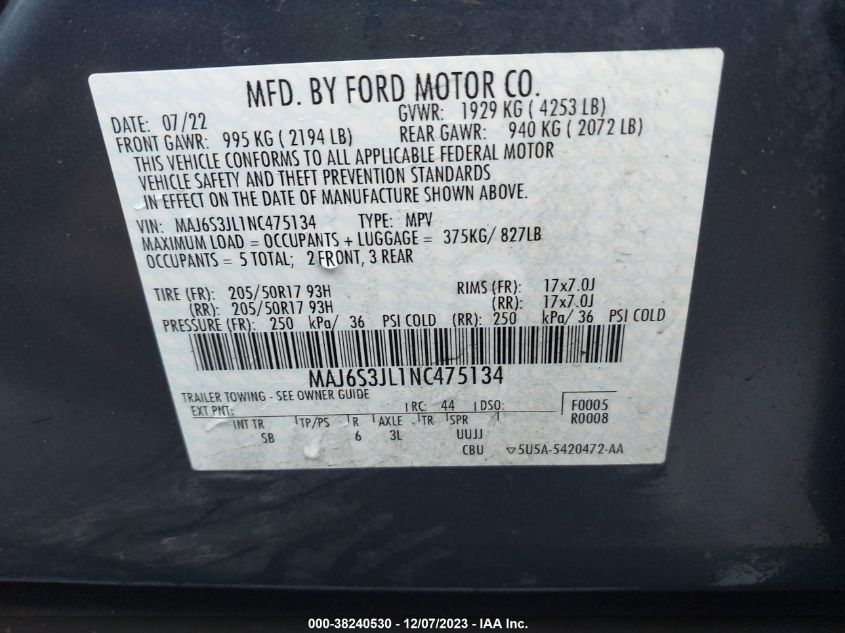 MFD. BY FORD MOTOR CO.
DATE: 07/22 GVWR: 1929 KG ( 4253 LB)
FRONT GAWR: 995 KG ( 2194 LB) REAR GAWR: 940 KG ( 2072 LB)
THIS VEHICLE CONFORMS TO ALL APPLICABLE FEDERAL MOTOR
VEHICLE SAFETY AND THEFT PREVENTION STANDARDS
IN EFFECT ON THE DATE OF MANUFACTURE SHOWN ABOVE.
VIN: MAJ6S3JL1NC475134 TYPE: MPV
MAXIMUM LOAD = OCCUPANTS + LUGGAGE = 375KG/ 827LB
OCCUPANTS = 5 TOTAL; 2 FRONT, 3 REAR
TIRE (FR): 205/50R17 93H RIMS (FR): 17x7.0J
(RR): 205/50R17 93H (RR): 17x7.0J
PRESSURE (FR): 250 kPa/ 36 PSI COLD (RR): 250 kPa/ 36 PSI COLD
MAJ6S3JL1NC475134
TRAILER TOWING - SEE OWNER GUIDE
EXT PNT: RC: 44 DSO: F0005
R0008
INT TR TP/PS R AXLE TR SPR
SB 6 3L UUJJ
CBU ▽5U5A-5420472-AA
000-38240530 - 12/07/2023 - IAA Inc.